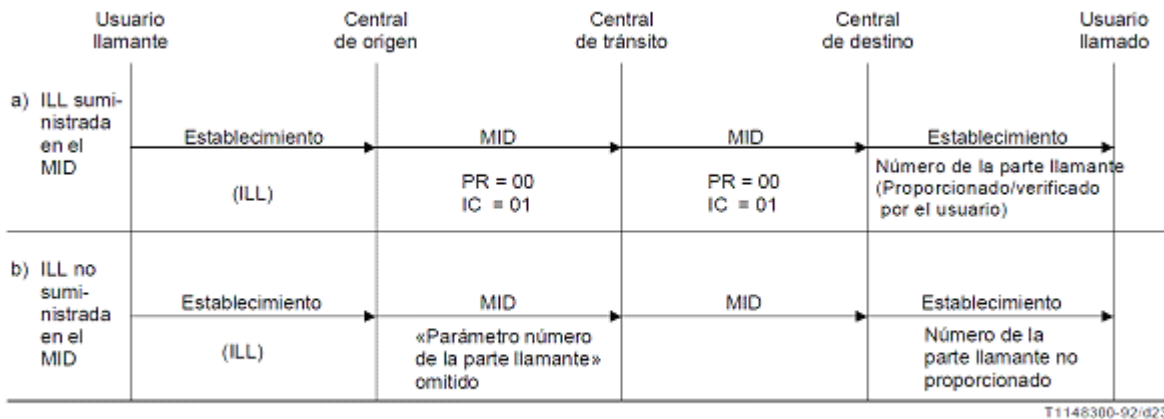 Usuario llamante
Central de origen
Central de tránsito
Central de destino
Usuario llamado
a) ILL sumi-
nistrada
en el
MID
Establecimiento
(ILL)
MID
PR = 00
IC = 01
MID
PR = 00
IC = 01
Establecimiento
Número de la parte llamante
(Proporcionado/verificado
por el usuario)
b) ILL no
sumi-
nistrada
en el
MID
Establecimiento
(ILL)
MID
«Parámetro número
de la parte llamante»
omitido
MID
Establecimiento
Número de la
parte llamante no
proporcionado
T1148300-92/d23